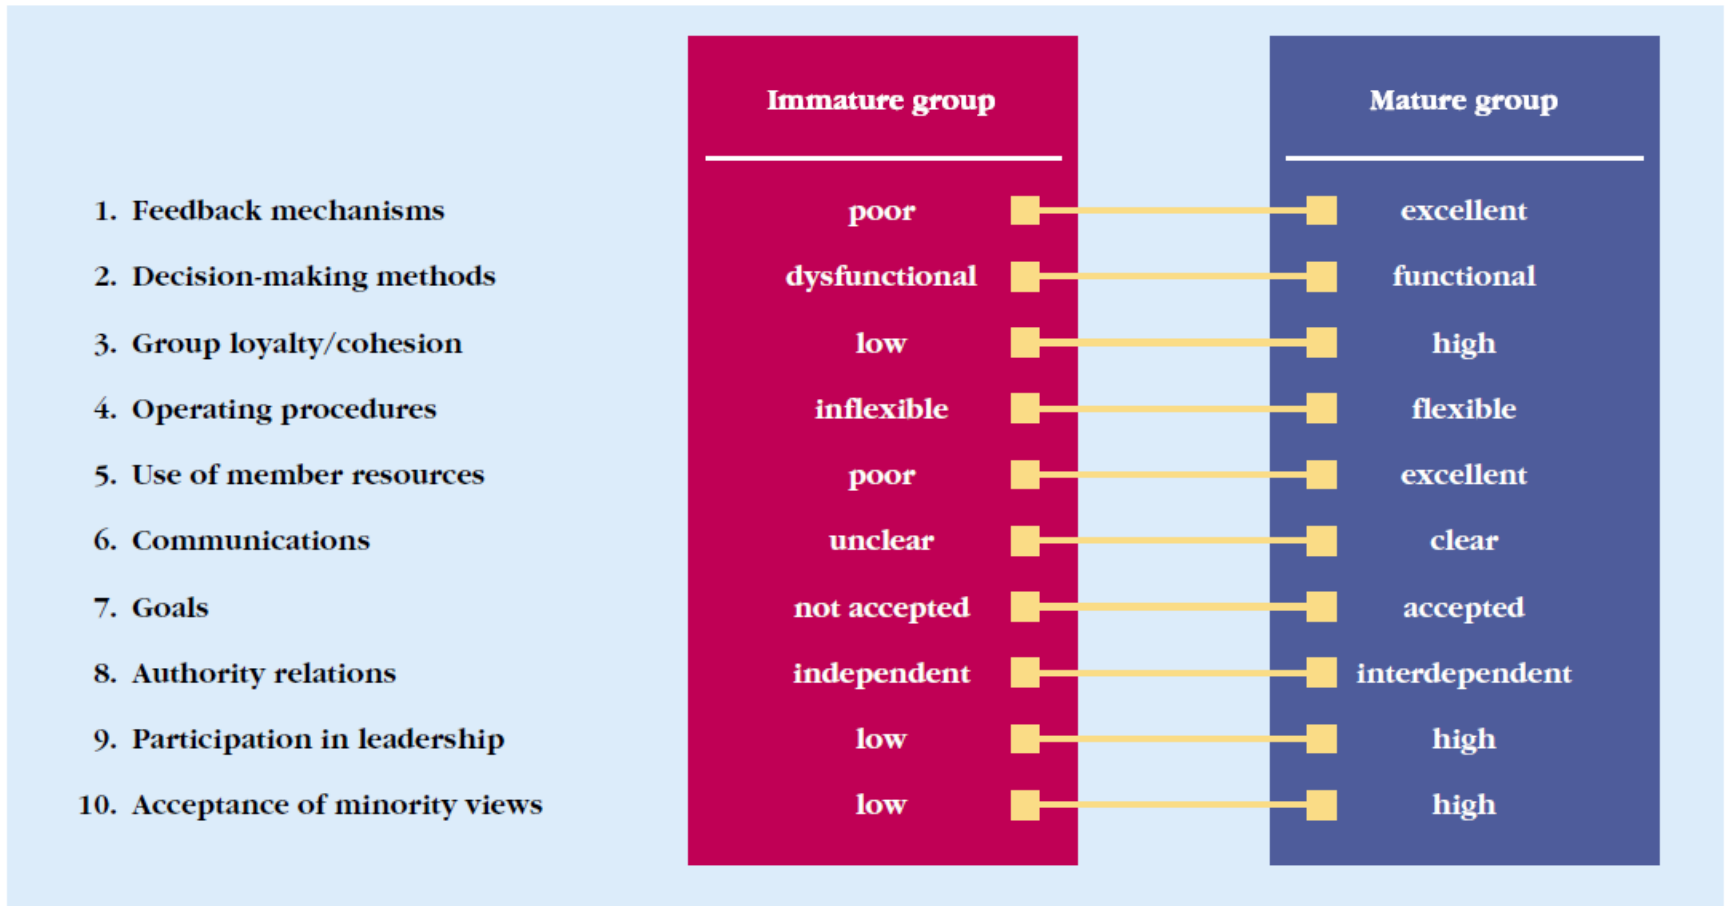 Immature group Mature group
1. Feedback mechanisms poor excellent
2. Decision-making methods dysfunctional functional
3. Group loyalty/cohesion low high
4. Operating procedures inflexible flexible
5. Use of member resources poor excellent
6. Communications unclear clear
7. Goals not accepted accepted
8. Authority relations independent interdependent
9. Participation in leadership low high
10. Acceptance of minority views low high